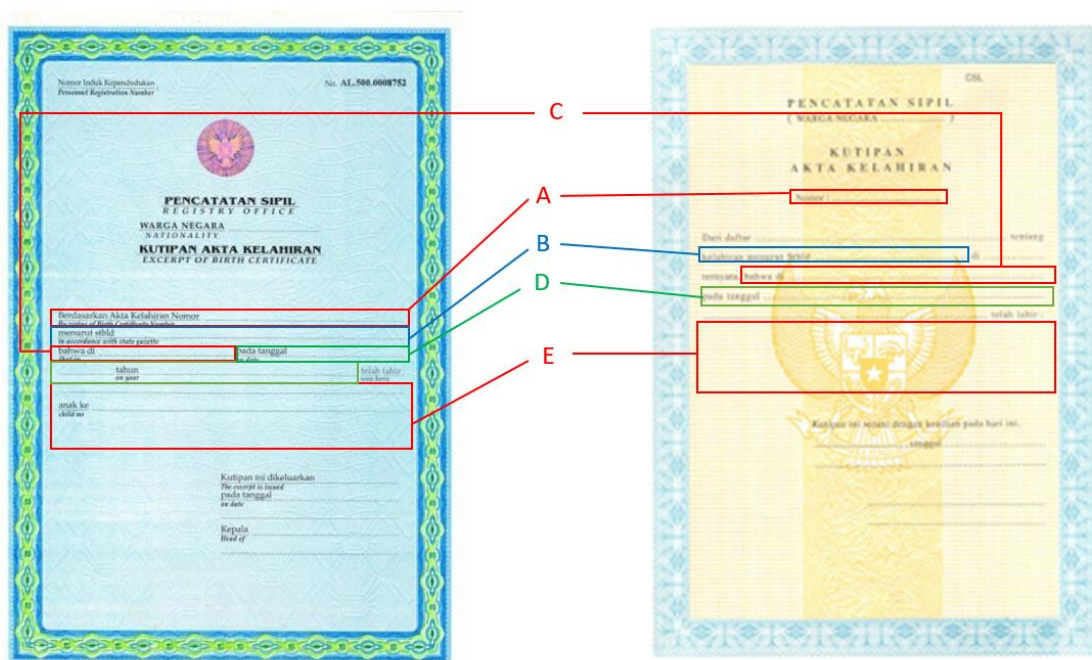 Nomor Induk Kependudukan
Personnel Registration Number
No. AL.500.0008752
PENCATATAN SIPIL
REGISTRY OFFICE
WARGA NEGARA
NATIONALITY
KUTIPAN AKTA KELAHIRAN
EXCERPT OF BIRTH CERTIFICATE
Berdasarkan Akta Kelahiran Nomor
By virtue of Birth Certificate Number
menurut stbld
in accordance with state gazette
bahwa di
that in
pada tanggal
on date
tahun
on year
telah lahir
was born
anak ke
child no
Kutipan ini dikeluarkan
The excerpt is issued
pada tanggal
on date
Kepala
Head of
C
A
B
D
E
CSL
PENCATATAN SIPIL
( WARGA NEGARA )
KUTIPAN
AKTA KELAHIRAN
Nomor :
Dari daftar tentang
kelahiran menurut Stbld di
ternyata, bahwa di
pada tanggal
telah lahir :
Kutipan ini sesuai dengan keadaan pada hari ini.
, tanggal